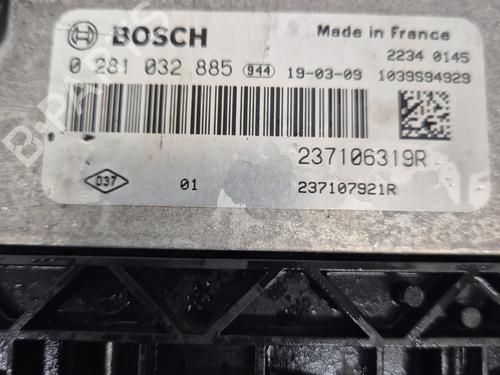 BOSCH Made in France
2234 0145
0 281 032 885 944 19-03-09 1039S94929
237106319R
D37 01 237107921R
B-PARTS